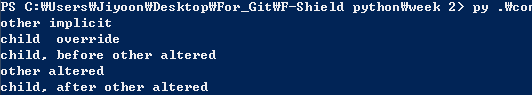 PS C:₩Users₩Jiyoon₩Desktop₩For_Git₩F-Shield python₩week 2> py .₩co
other implicit
child  override
child, before other altered
other altered
child, after other altered